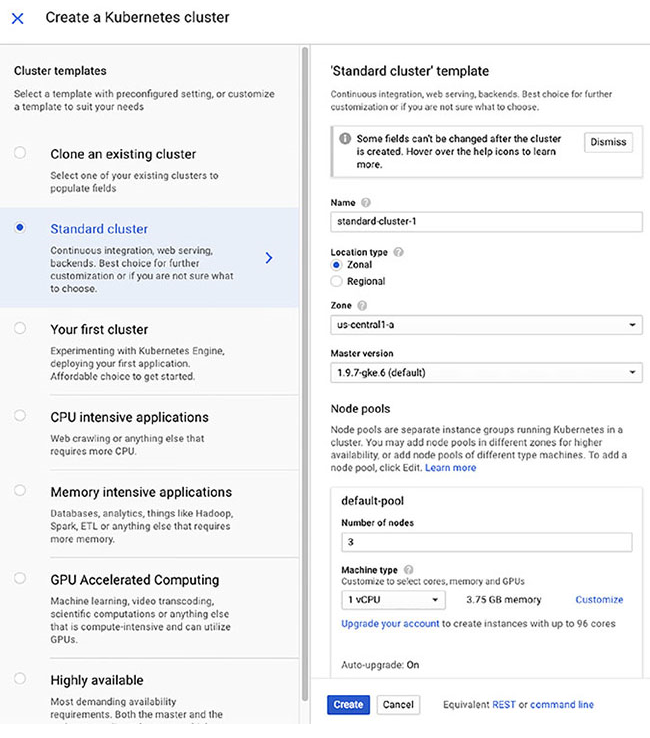 Create a Kubernetes cluster
Cluster templates
Select a template with preconfigured setting, or customize
a template to suit your needs
Clone an existing cluster
Select one of your existing clusters to
populate fields
Standard cluster
Continuous integration, web serving,
backends. Best choice for further
customization or if you are not sure what
to choose.
Your first cluster
Experimenting with Kubernetes Engine,
deploying your first application.
Affordable choice to get started.
CPU intensive applications
Web crawling or anything else that
requires more CPU.
Memory intensive applications
Databases, analytics, things like Hadoop,
Spark, ETL or anything else that requires
more memory.
GPU Accelerated Computing
Machine learning, video transcoding,
scientific computations or anything else
that is compute-intensive and can utilize
GPUs.
Highly available
Most demanding availability
requirements. Both the master and the
'Standard cluster' template
Continuous integration, web serving, backends. Best choice for further
customization or if you are not sure what to choose.
Some fields can't be changed after the cluster
is created. Hover over the help icons to learn
more.
Dismiss
Name
standard-cluster-1
Location type
Zonal
Regional
Zone
us-central1-a
Master version
1.9.7-gke.6 (default)
Node pools
Node pools are separate instance groups running Kubernetes in a
cluster. You may add node pools in different zones for higher
availability, or add node pools of different type machines. To add a
node pool, click Edit. Learn more
default-pool
Number of nodes
3
Machine type
Customize to select cores, memory and GPUs
1 vCPU 3.75 GB memory Customize
Upgrade your account to create instances with up to 96 cores
Auto-upgrade: On
Create Cancel Equivalent REST or command line